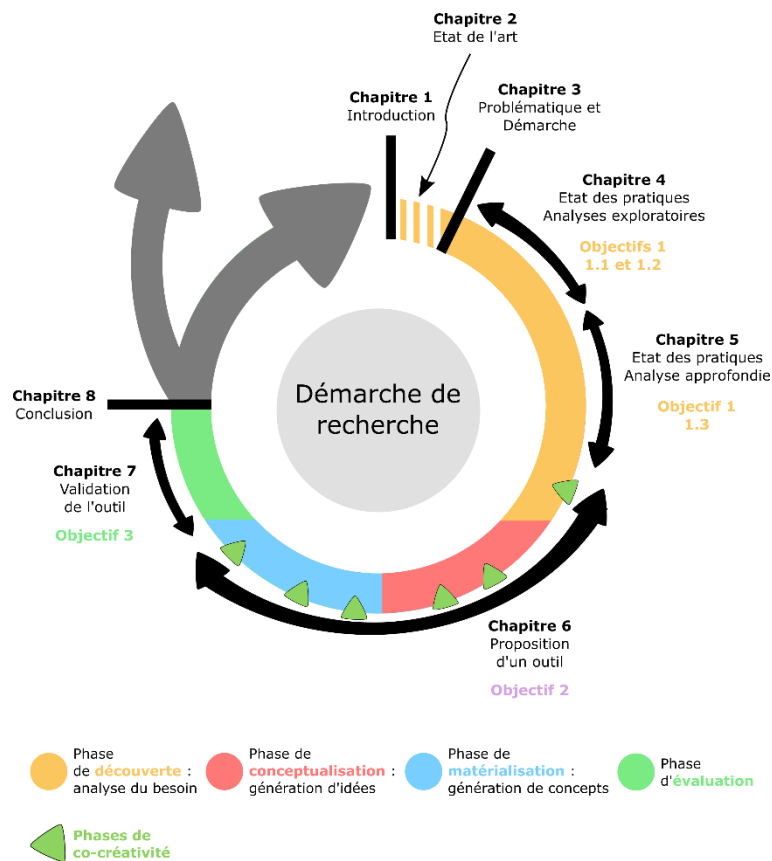 Chapitre 2
Etat de l'art
Chapitre 1
Introduction
Chapitre 3
Problématique et
Démarche
Chapitre 4
Etat des pratiques
Analyses exploratoires
Objectifs 1
1.1 et 1.2
Chapitre 5
Etat des pratiques
Analyse approfondie
Objectif 1
1.3
Démarche de
recherche
Chapitre 8
Conclusion
Chapitre 7
Validation
de l'outil
Objectif 3
Chapitre 6
Proposition
d'un outil
Objectif 2
Phase
de découverte :
analyse du besoin
Phase de
conceptualisation :
génération d'idées
Phase de
matérialisation :
génération de concepts
Phase
d'évaluation
Phases de
co-créativité